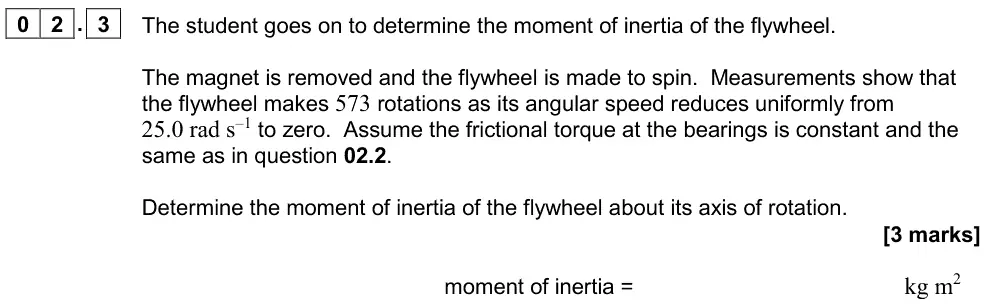 02.3 The student goes on to determine the moment of inertia of the flywheel.
The magnet is removed and the flywheel is made to spin. Measurements show that
the flywheel makes 573 rotations as its angular speed reduces uniformly from
25.0 rad s⁻¹ to zero. Assume the frictional torque at the bearings is constant and the
same as in question 02.2.
Determine the moment of inertia of the flywheel about its axis of rotation.
[3 marks]
moment of inertia = kg m²